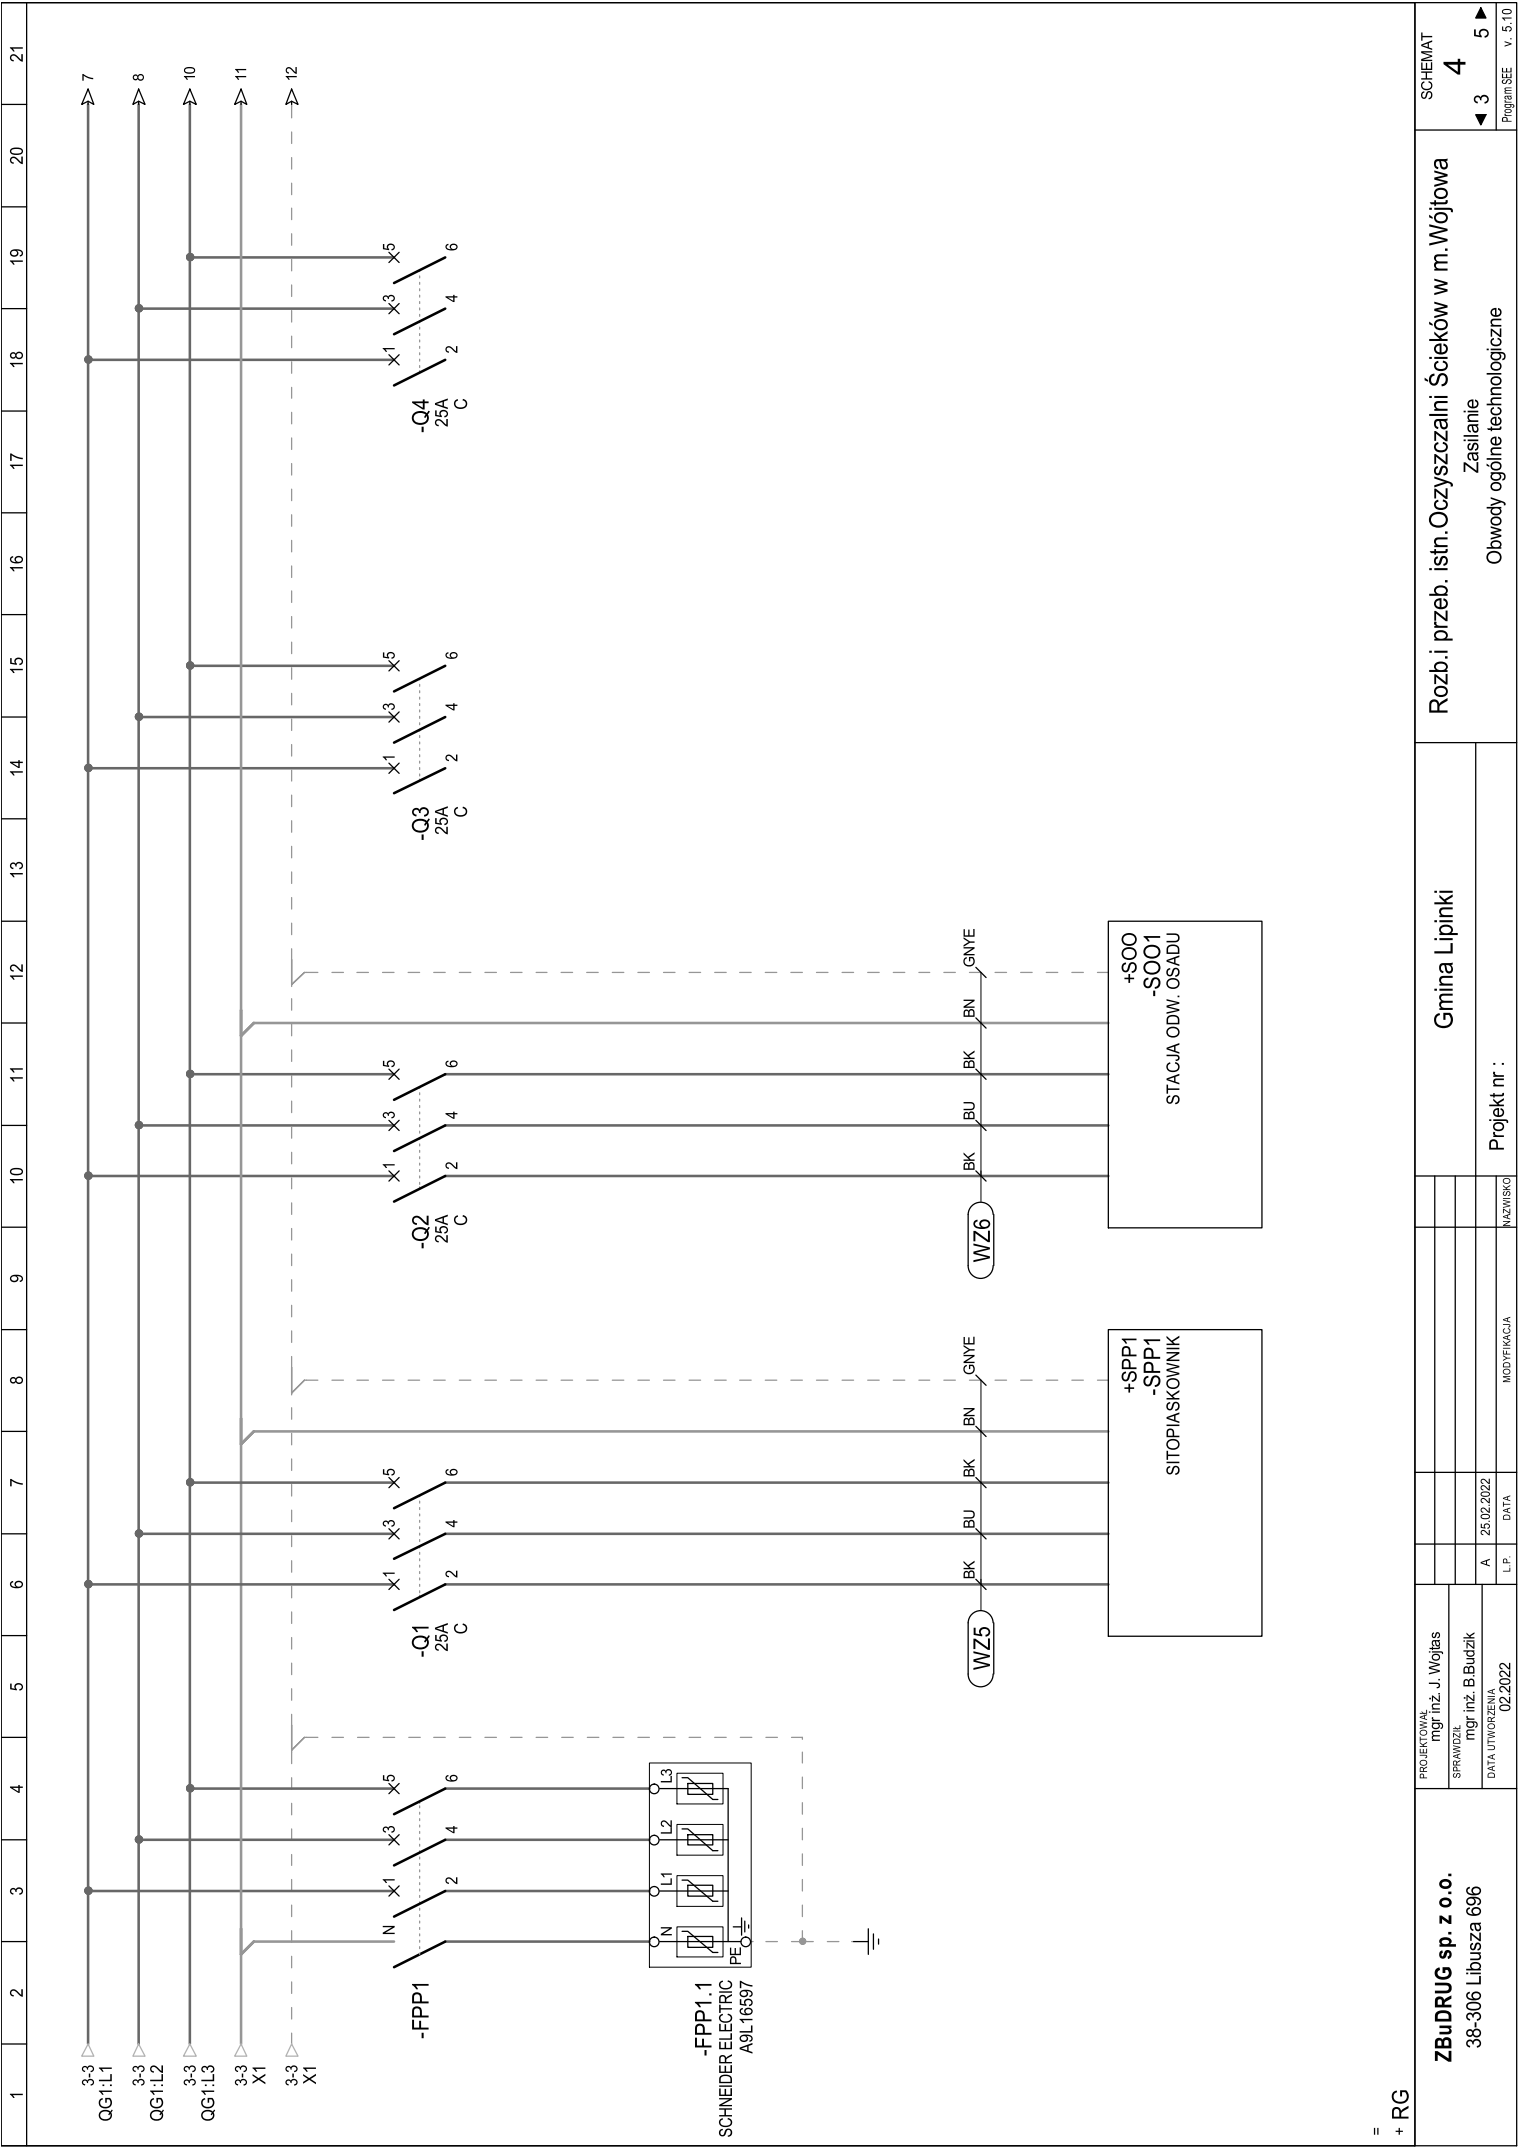 1 2 3 4 5 6 7 8 9 10 11 12 13 14 15 16 17 18 19 20 21
3-3
QG1:L1
7
3-3
QG1:L2
8
3-3
QG1:L3
10
3-3
X1
11
3-3
X1
12
-FPP1
N 1 3 5
2 4 6
-FPP1.1
SCHNEIDER ELECTRIC
A9L16597
N L1 L2 L3
PE
-Q1
25A
C
1 3 5
2 4 6
WZ5
BK BU BK BN GNYE
+SPP1
-SPP1
SITOPIASKOWNIK
-Q2
25A
C
1 3 5
2 4 6
WZ6
BK BU BK BN GNYE
+SOO
-SOO1
STACJA ODW. OSADU
-Q3
25A
C
1 3 5
2 4 6
-Q4
25A
C
1 3 5
2 4 6
=
+ RG
ZBuDRUG sp. z o.o.
38-306 Libusza 696
PROJEKTOWAŁ
mgr inż. J. Wojtas
SPRAWDZIŁ
mgr inż. B.Budzik
DATA UTWORZENIA
02.2022
A 25.02.2022
L.P. DATA MODYFIKACJA NAZWISKO
Gmina Lipinki
Projekt nr :
Rozb.i przeb. istn.Oczyszczalni Ścieków w m.Wójtowa
Zasilanie
Obwody ogólne technologiczne
SCHEMAT
4
◀ 3 5 ▶
Program SEE v. 5.10